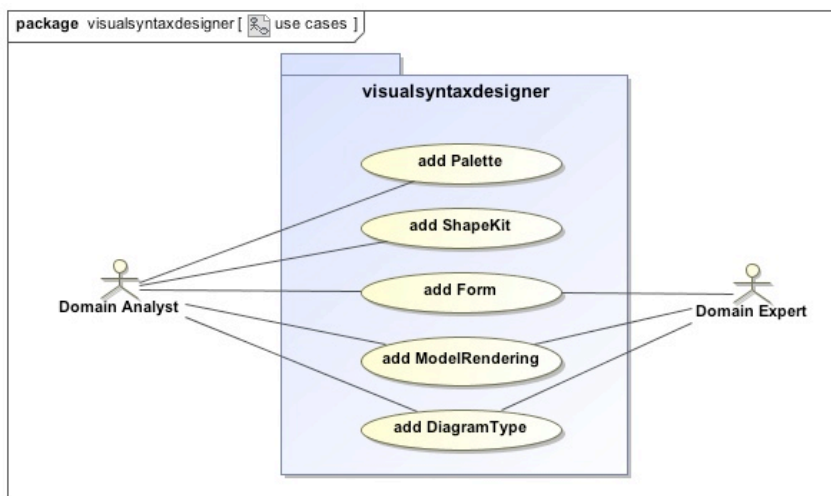 package visualsyntaxdesigner [ use cases ]
visualsyntaxdesigner
add Palette
add ShapeKit
add Form
Domain Analyst
Domain Expert
add ModelRendering
add DiagramType